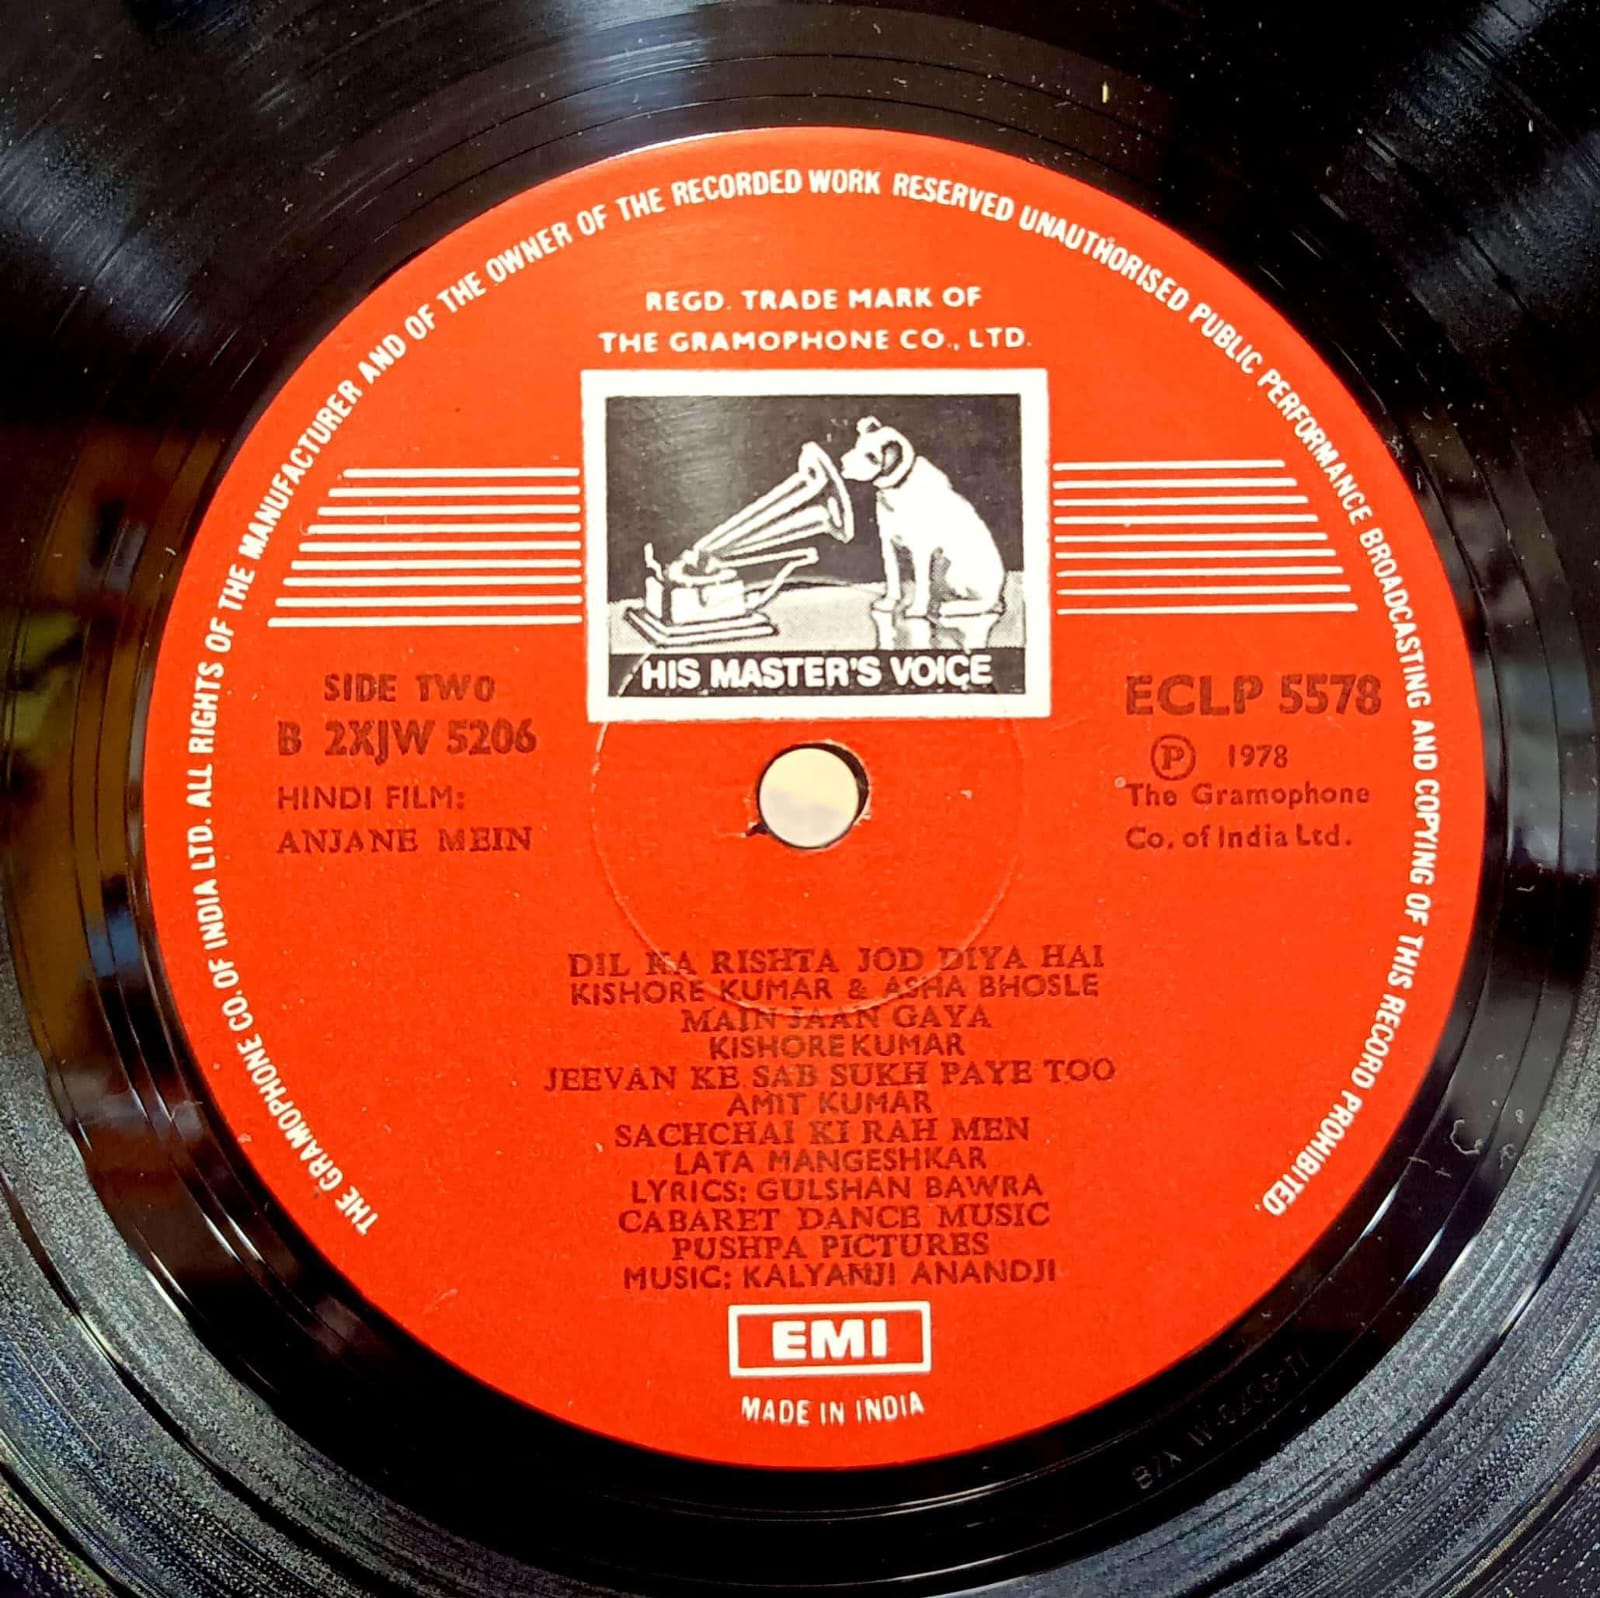 THE GRAMOPHONE CO. OF INDIA LTD. ALL RIGHTS OF THE MANUFACTURER AND OF THE OWNER OF THE RECORDED WORK RESERVED UNAUTHORISED PUBLIC PERFORMANCE BROADCASTING AND COPYING OF THIS RECORD PROHIBITED.
REGD. TRADE MARK OF
THE GRAMOPHONE CO., LTD.
HIS MASTER'S VOICE
SIDE TWO
B 2XJW 5206
HINDI FILM:
ANJANE MEIN
ECLP 5578
Ⓟ 1978
The Gramophone
Co. of India Ltd.
DIL KA RISHTA JOD DIYA HAI
KISHORE KUMAR & ASHA BHOSLE
MAIN JAAN GAYA
KISHORE KUMAR
JEEVAN KE SAB SUKH PAYE TOO
AMIT KUMAR
SACHCHAI KI RAH MEN
LATA MANGESHKAR
LYRICS: GULSHAN BAWRA
CABARET DANCE MUSIC
PUSHPA PICTURES
MUSIC: KALYANJI ANANDJI
EMI
MADE IN INDIA